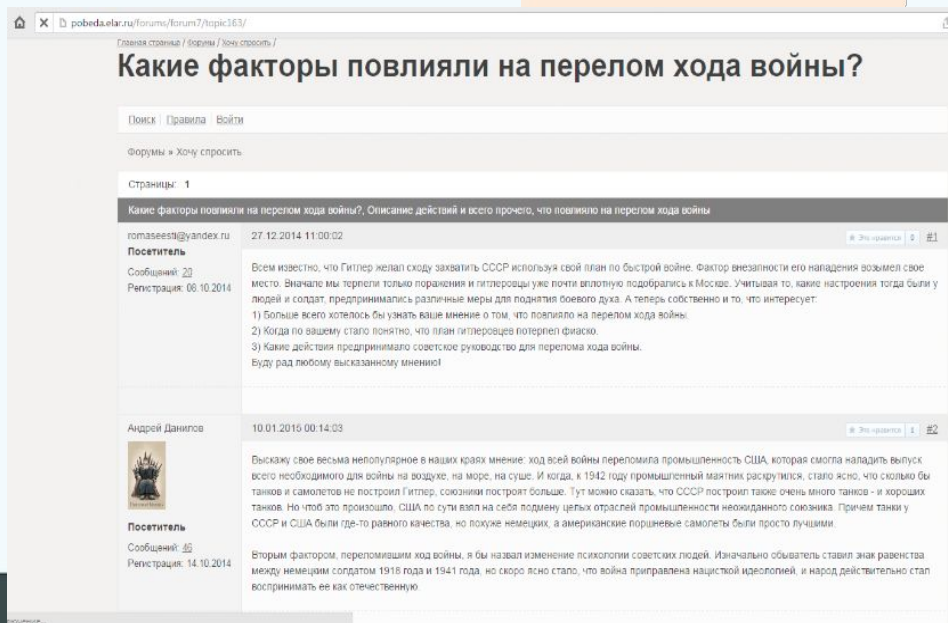 pobeda.elar.ru/forums/forum7/topic163/
Главная страница / Форумы / Хочу спросить /
Какие факторы повлияли на перелом хода войны?
Поиск Правила Войти
Форумы » Хочу спросить
Страницы: 1
Какие факторы повлияли на перелом хода войны?, Описание действий и всего прочего, что повлияло на перелом хода войны
romaseesti@yandex.ru 27.12.2014 11:00:02 Это нравится 0 #1
Посетитель
Сообщений: 20
Регистрация: 08.10.2014
Всем известно, что Гитлер желал сходу захватить СССР используя свой план по быстрой войне. Фактор внезапности его нападения возымел свое
место. Вначале мы терпели только поражения и гитлеровцы уже почти вплотную подобрались к Москве. Учитывая то, какие настроения тогда были у
людей и солдат, предпринимались различные меры для поднятия боевого духа. А теперь собственно и то, что интересует:
1) Больше всего хотелось бы узнать ваше мнение о том, что повлияло на перелом хода войны.
2) Когда по вашему стало понятно, что план гитлеровцев потерпел фиаско.
3) Какие действия предпринимало советское руководство для перелома хода войны.
Буду рад любому высказанному мнению!
Андрей Данилов 10.01.2015 00:14:03 Это нравится 1 #2
Посетитель
Сообщений: 46
Регистрация: 14.10.2014
Выскажу свое весьма непопулярное в наших краях мнение: ход всей войны переломила промышленность США, которая смогла наладить выпуск
всего необходимого для войны на воздухе, на море, на суше. И когда, к 1942 году промышленный маятник раскрутился, стало ясно, что сколько бы
танков и самолетов не построил Гитлер, союзники построят больше. Тут можно сказать, что СССР построил также очень много танков - и хороших
танков. Но чтоб это произошло, США по сути взял на себя подмену целых отраслей промышленности неожиданного союзника. Причем танки у
СССР и США были где-то равного качества, но похуже немецких, а американские поршневые самолеты были просто лучшими.
Вторым фактором, переломившим ход войны, я бы назвал изменение психологии советских людей. Изначально обыватель ставил знак равенства
между немецким солдатом 1918 года и 1941 года, но скоро ясно стало, что война приправлена нацисткой идеологией, и народ действительно стал
воспринимать ее как отечественную